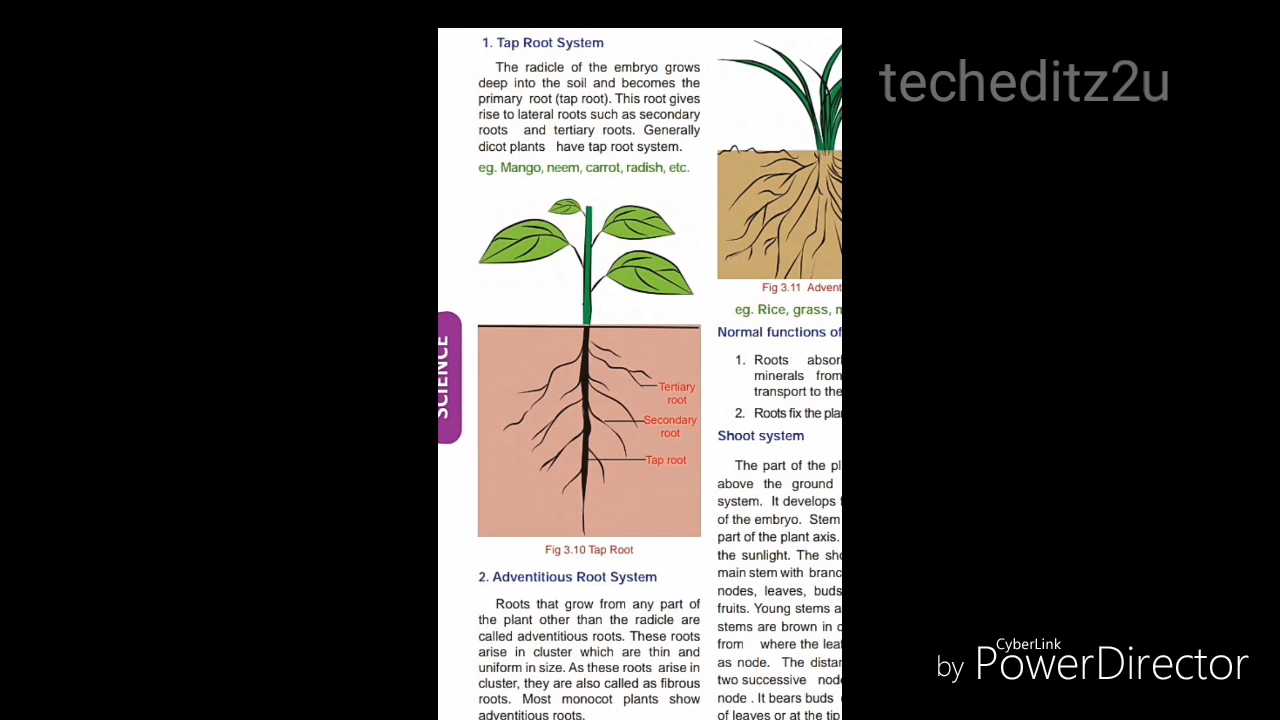 1. Tap Root System
The radicle of the embryo grows
deep into the soil and becomes the
primary root (tap root). This root gives
rise to lateral roots such as secondary
roots and tertiary roots. Generally
dicot plants have tap root system.
eg. Mango, neem, carrot, radish, etc.
SCIENCE
Tertiary
root
Secondary
root
Tap root
Fig 3.10 Tap Root
2. Adventitious Root System
Roots that grow from any part of
the plant other than the radicle are
called adventitious roots. These roots
arise in cluster which are thin and
uniform in size. As these roots arise in
cluster, they are also called as fibrous
roots. Most monocot plants show
adventitious roots.
Fig 3.11 Advent
eg. Rice, grass,
Normal functions of
1. Roots absor
minerals from
transport to the
2. Roots fix the pla
Shoot system
The part of the pl
above the ground
system. It develops
of the embryo. Stem
part of the plant axis.
the sunlight. The sho
main stem with branc
nodes, leaves, buds
fruits. Young stems a
stems are brown in c
from where the leaf
as node. The distan
two successive node
node . It bears buds
of leaves or at the tip
techeditz2u
by CyberLink
PowerDirector